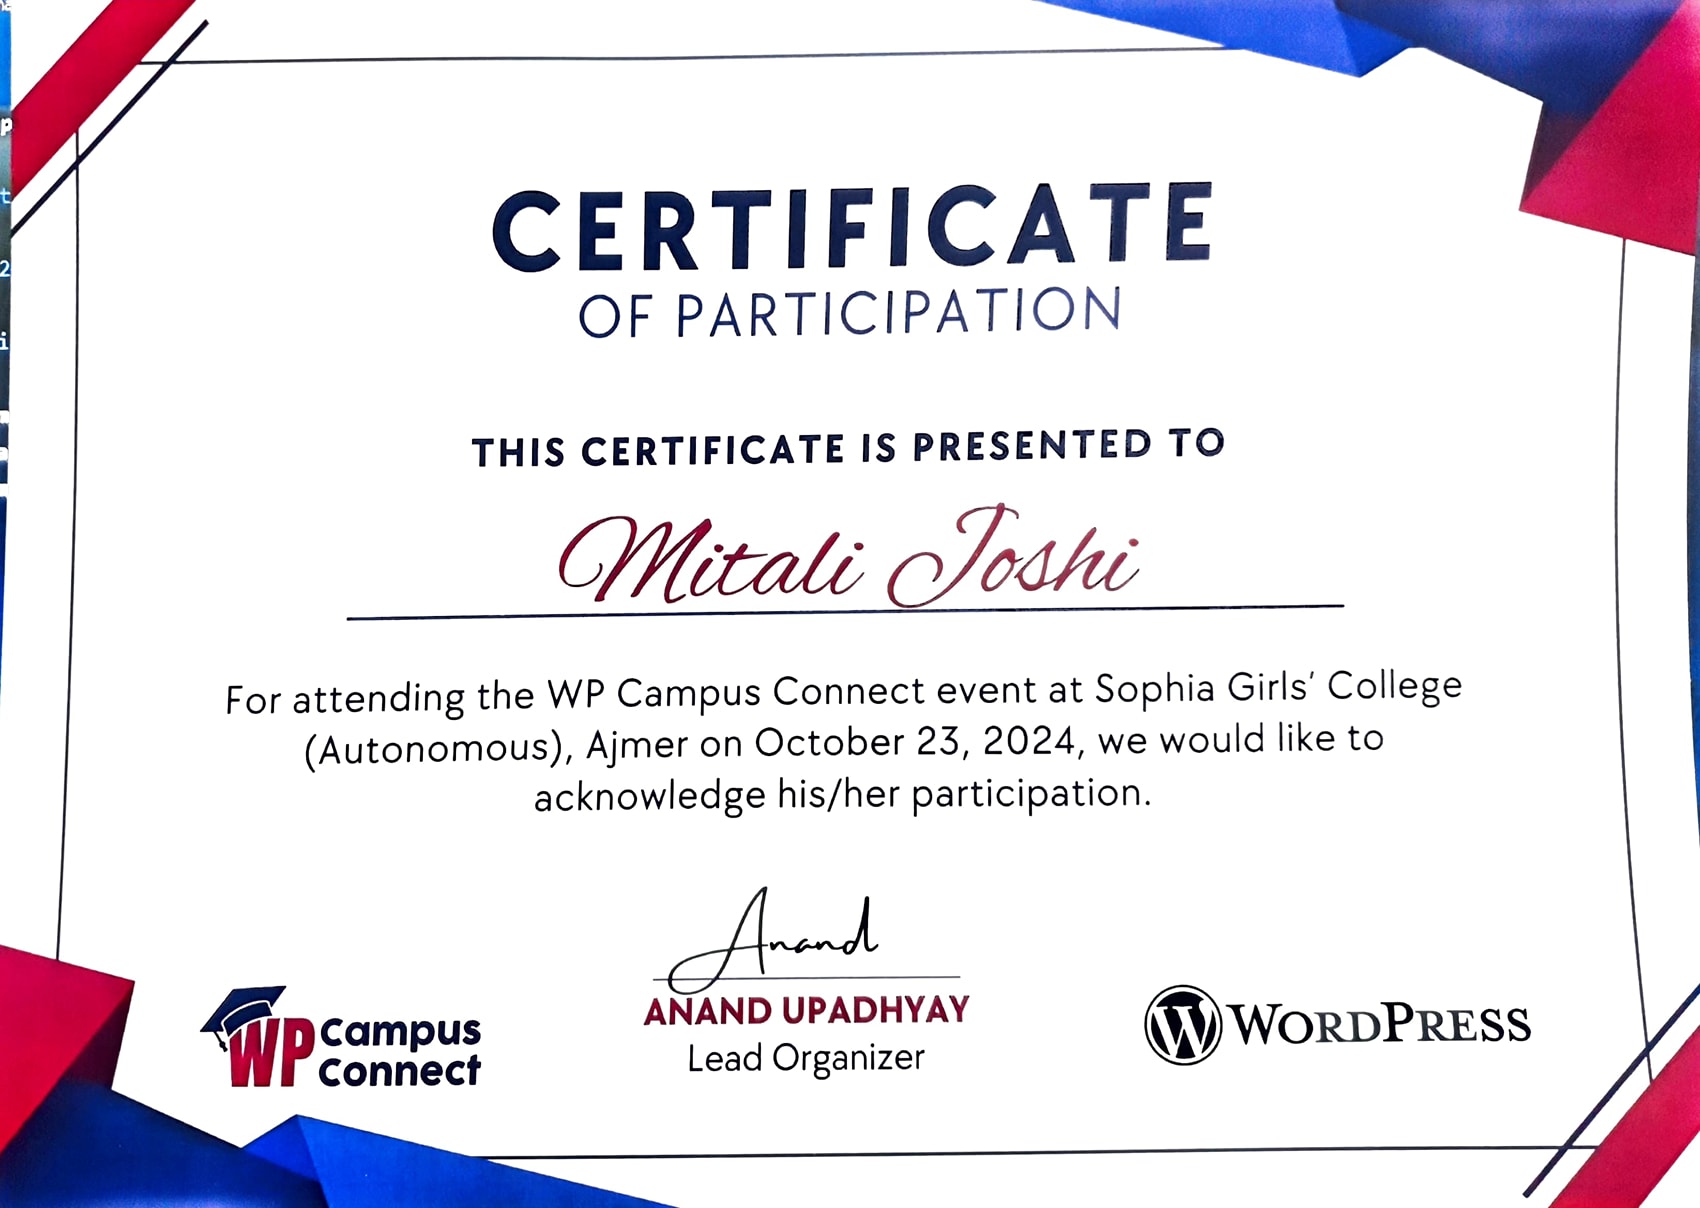 CERTIFICATE
OF PARTICIPATION
THIS CERTIFICATE IS PRESENTED TO
Mitali Joshi
For attending the WP Campus Connect event at Sophia Girls' College
(Autonomous), Ajmer on October 23, 2024, we would like to
acknowledge his/her participation.
Anand
ANAND UPADHYAY
Lead Organizer
WP Campus
Connect
W WORDPRESS